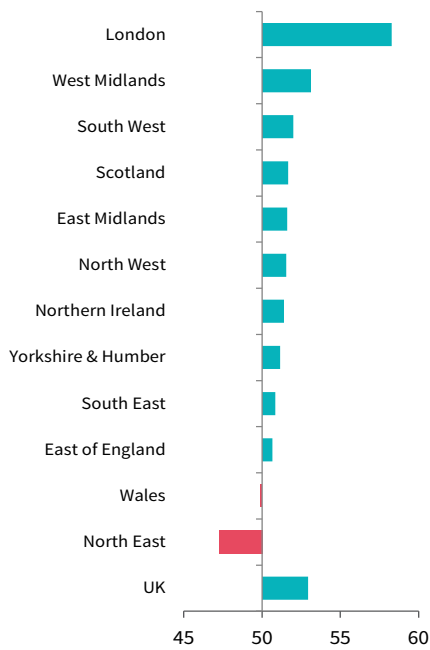 London
West Midlands
South West
Scotland
East Midlands
North West
Northern Ireland
Yorkshire & Humber
South East
East of England
Wales
North East
UK
45 50 55 60